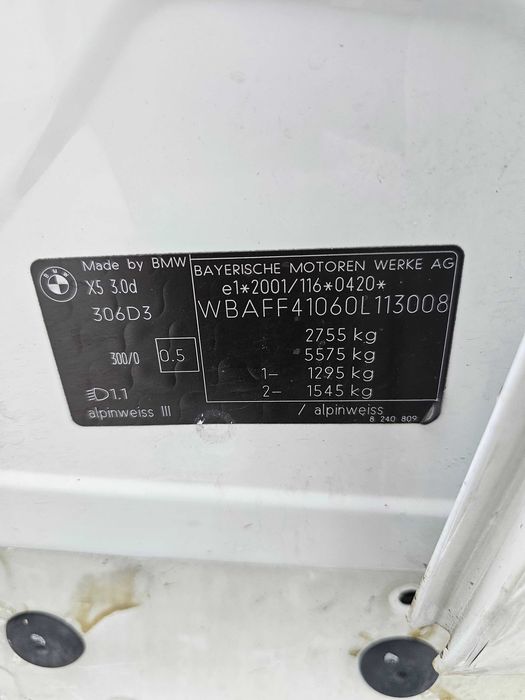 BMW
Made by BMW
X5 3.0d
306D3
300/0 0.5
1.1
alpinweiss III
BAYERISCHE MOTOREN WERKE AG
e1*2001/116*0420*
WBAFF41060L113008
2755 kg
5575 kg
1– 1295 kg
2– 1545 kg
/ alpinweiss
8 240 809